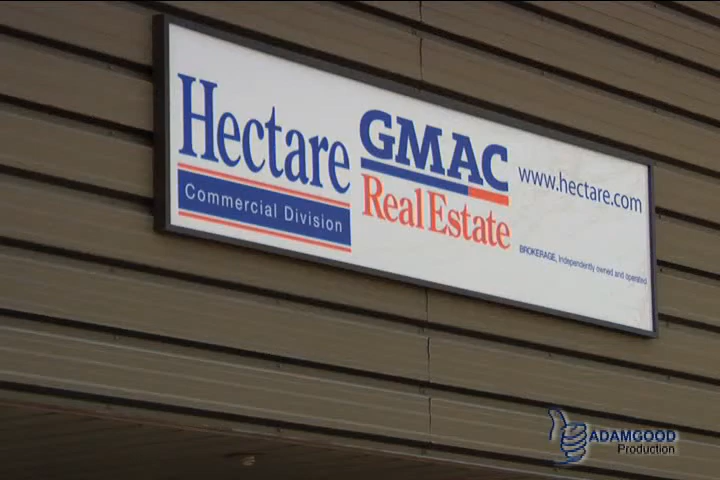 Hectare
Commercial Division
GMAC
Real Estate
www.hectare.com
BROKERAGE, Independently owned and operated
ADAMGOOD
Production